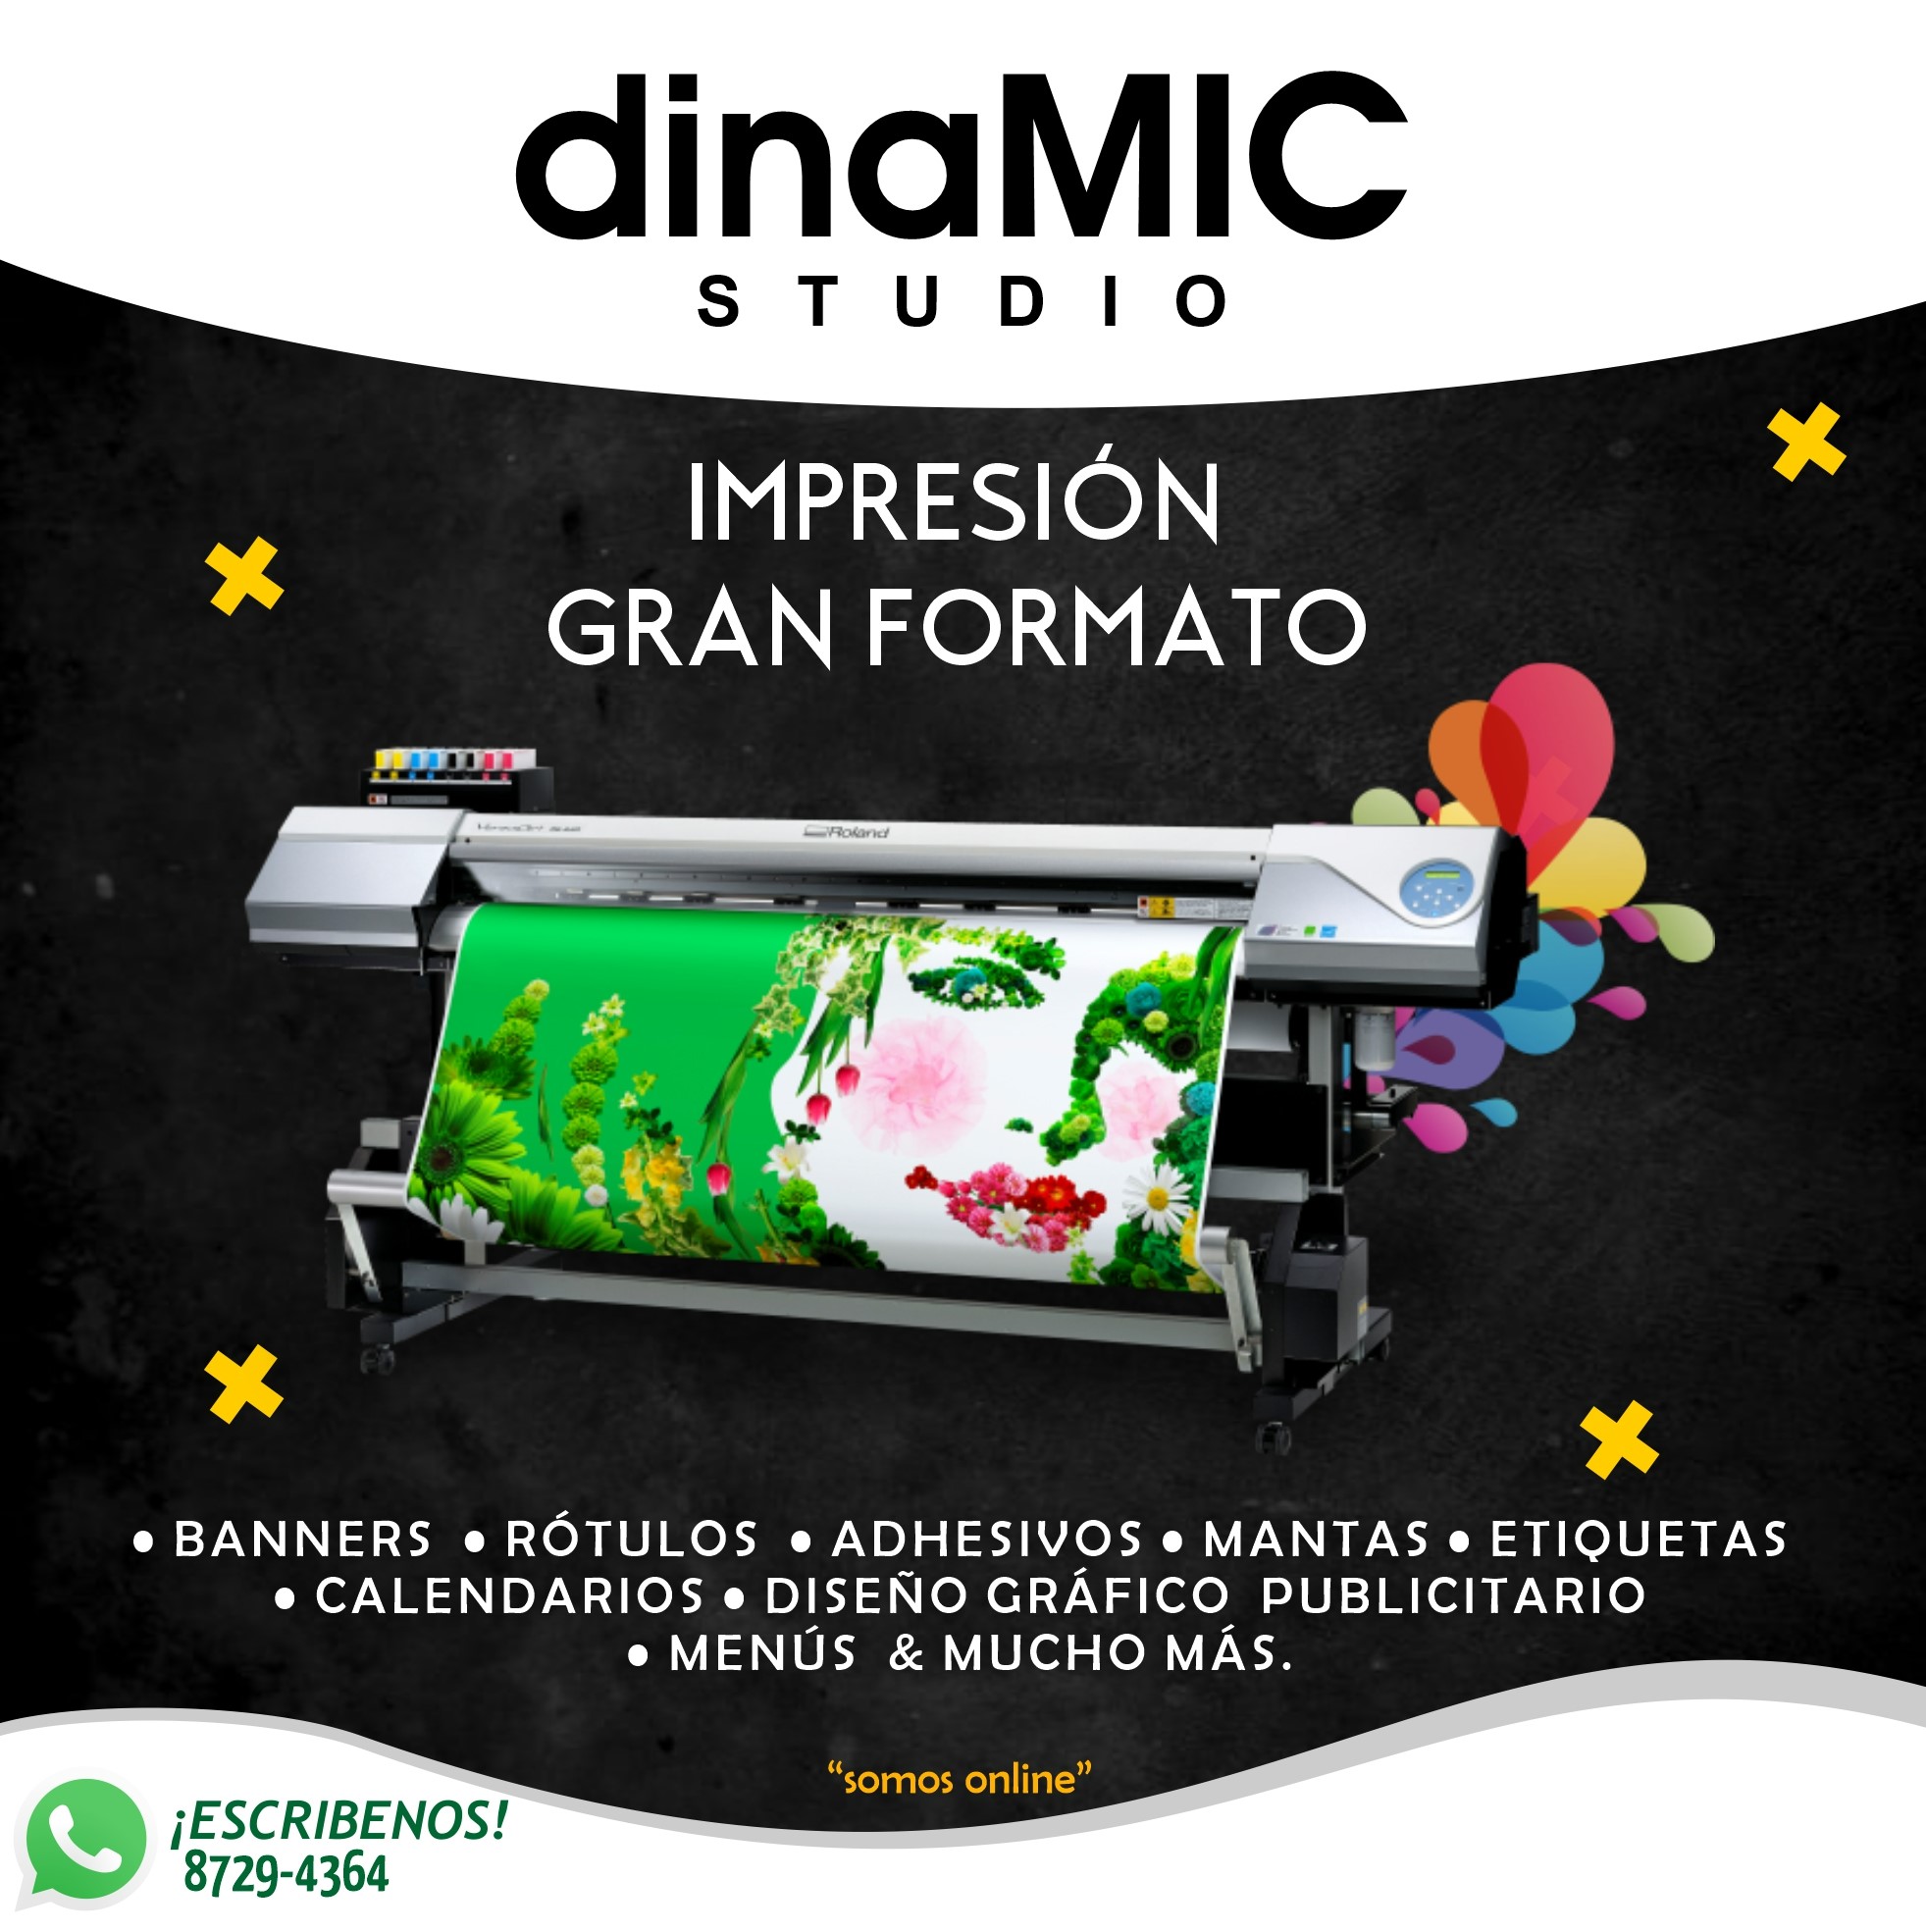 dinaMIC
STUDIO
IMPRESIÓN
GRAN FORMATO
Roland
• BANNERS • RÓTULOS • ADHESIVOS • MANTAS • ETIQUETAS
• CALENDARIOS • DISEÑO GRÁFICO PUBLICITARIO
• MENÚS & MUCHO MÁS.
“somos online”
¡ESCRIBENOS!
8729-4364